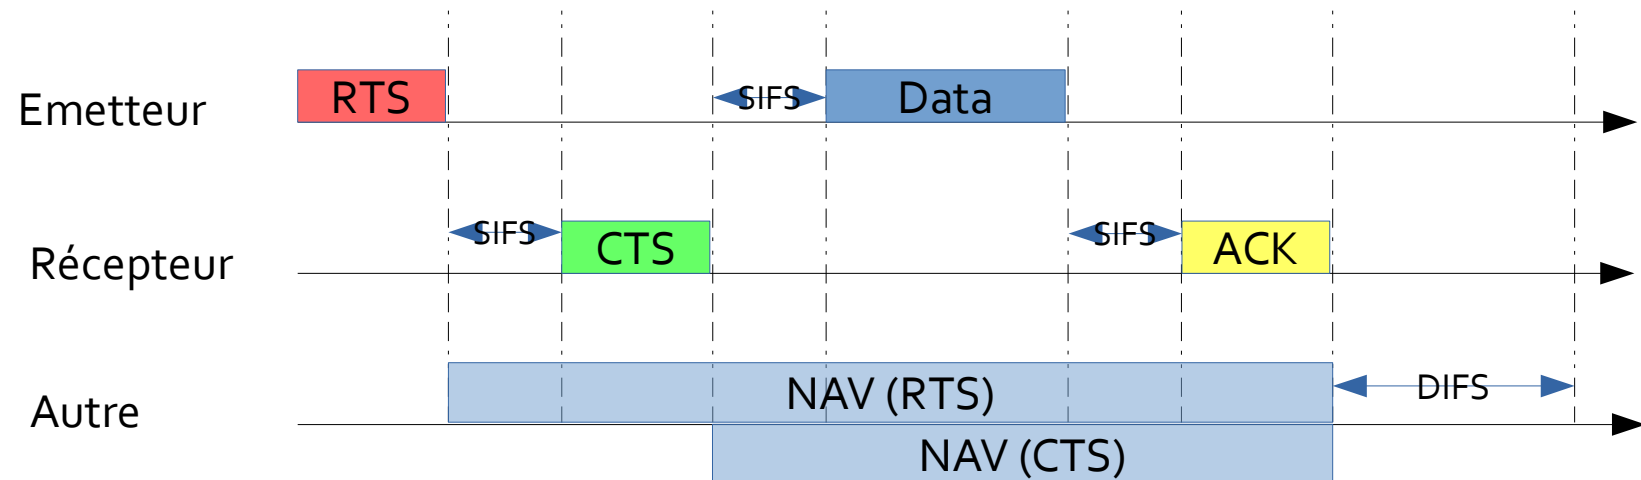 Emetteur
RTS
SIFS
Data
Récepteur
SIFS
CTS
SIFS
ACK
Autre
NAV (RTS)
DIFS
NAV (CTS)